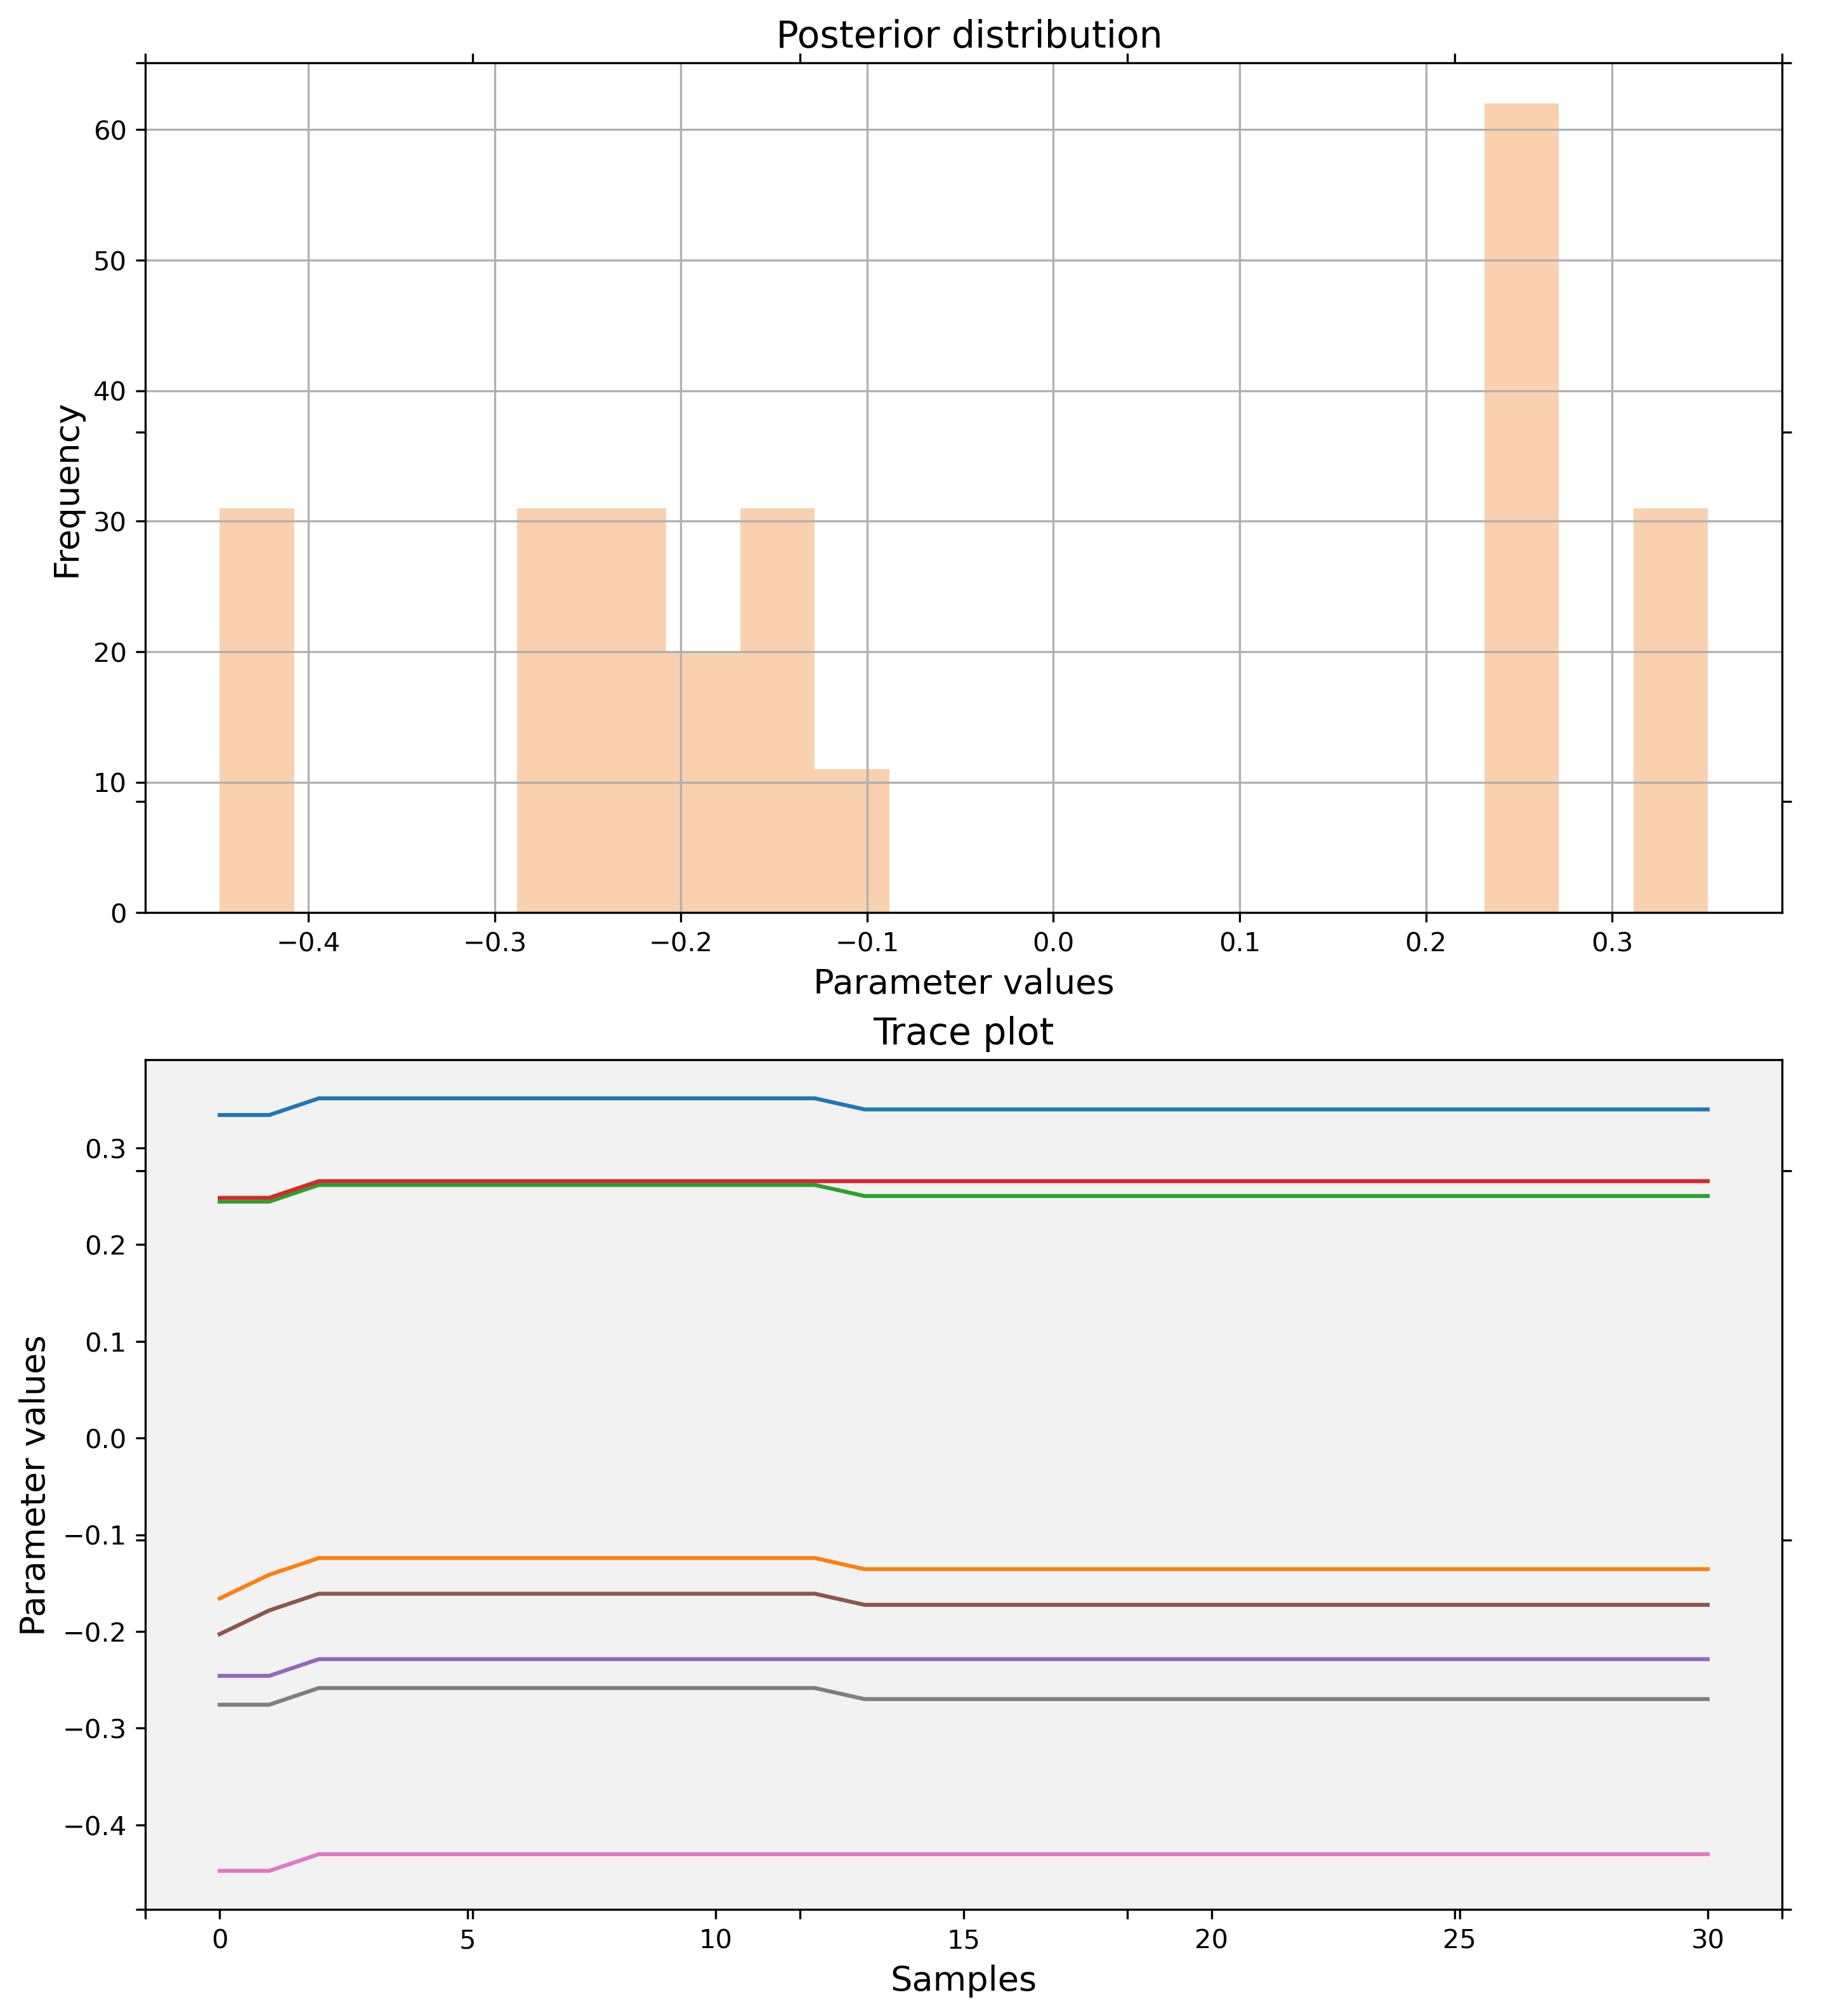 Posterior distribution
60
50
40
30
20
10
0
Frequency
−0.4 −0.3 −0.2 −0.1 0.0 0.1 0.2 0.3
Parameter values
Trace plot
0.3
0.2
0.1
0.0
−0.1
−0.2
−0.3
−0.4
Parameter values
0 5 10 15 20 25 30
Samples